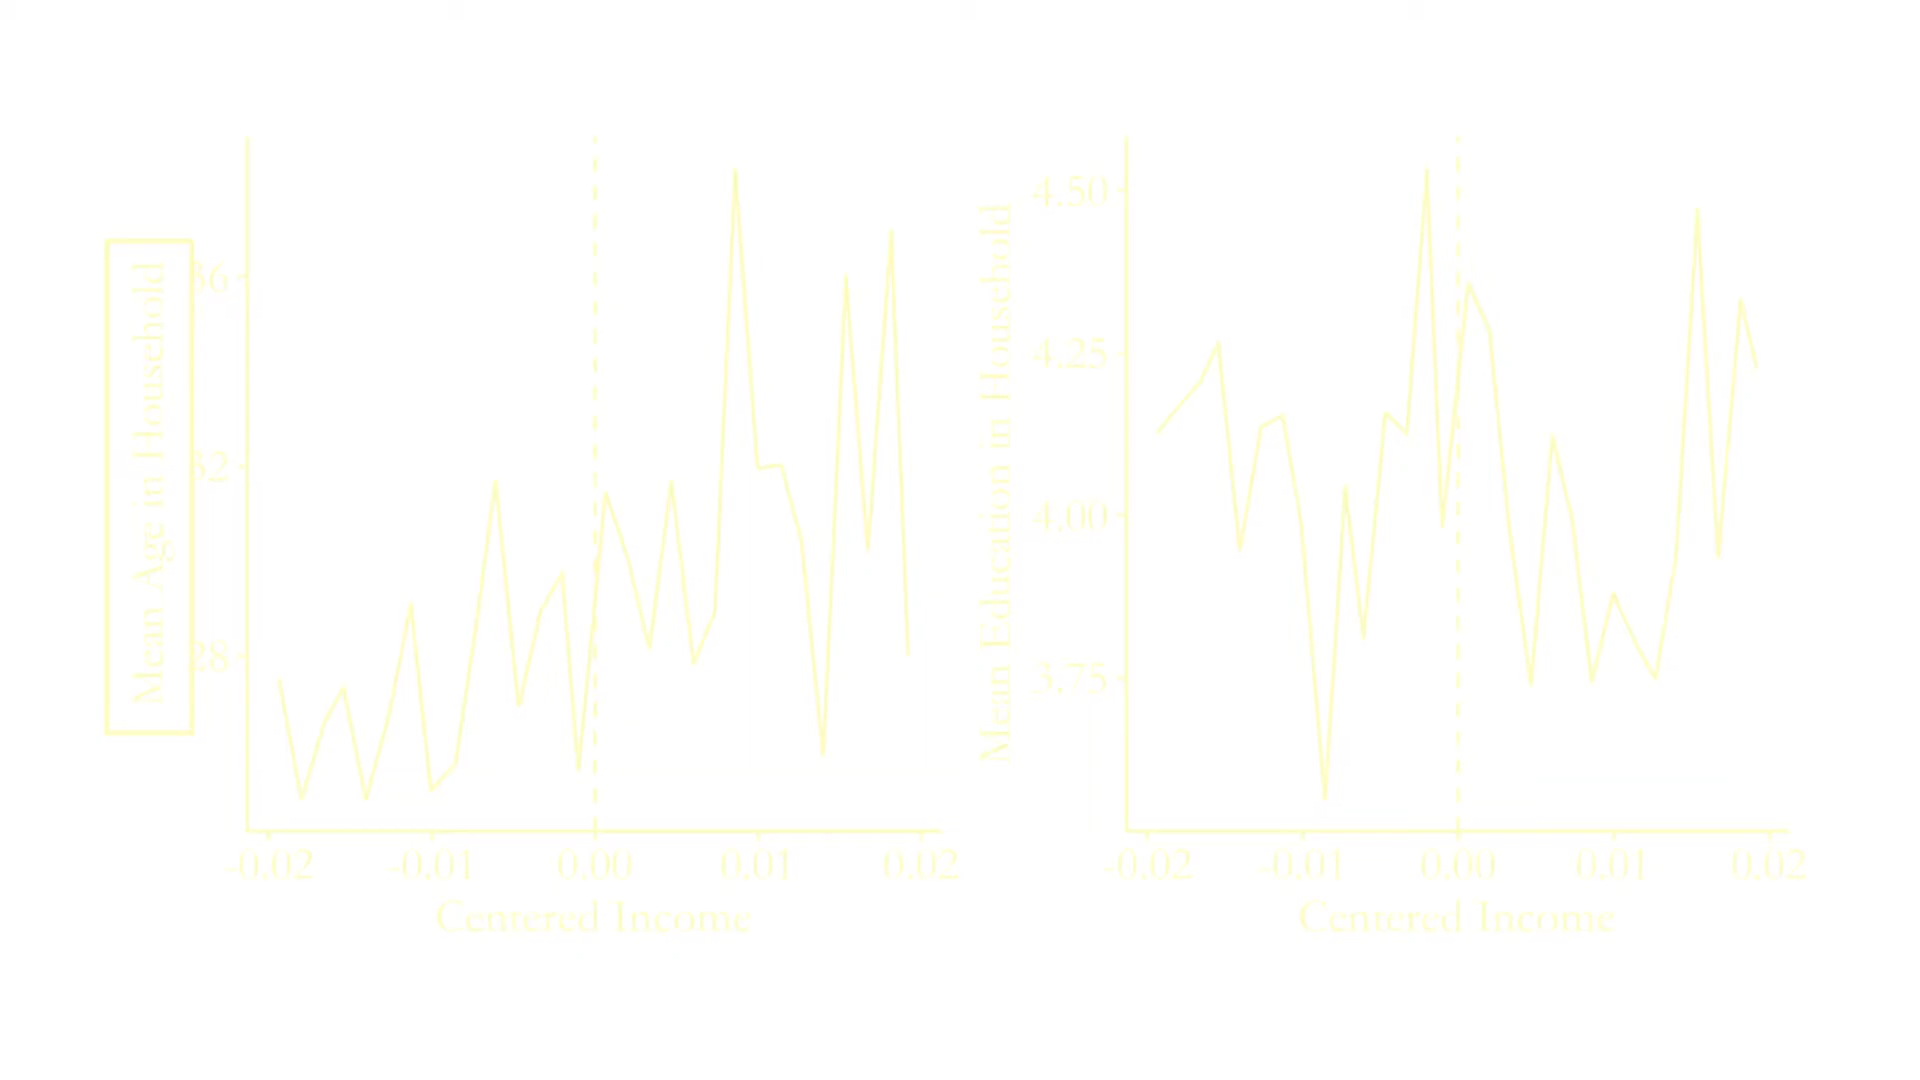 Mean Age in Household
36
32
28
-0.02 -0.01 0.00 0.01 0.02
Centered Income
Mean Education in Household
4.50
4.25
4.00
3.75
-0.02 -0.01 0.00 0.01 0.02
Centered Income